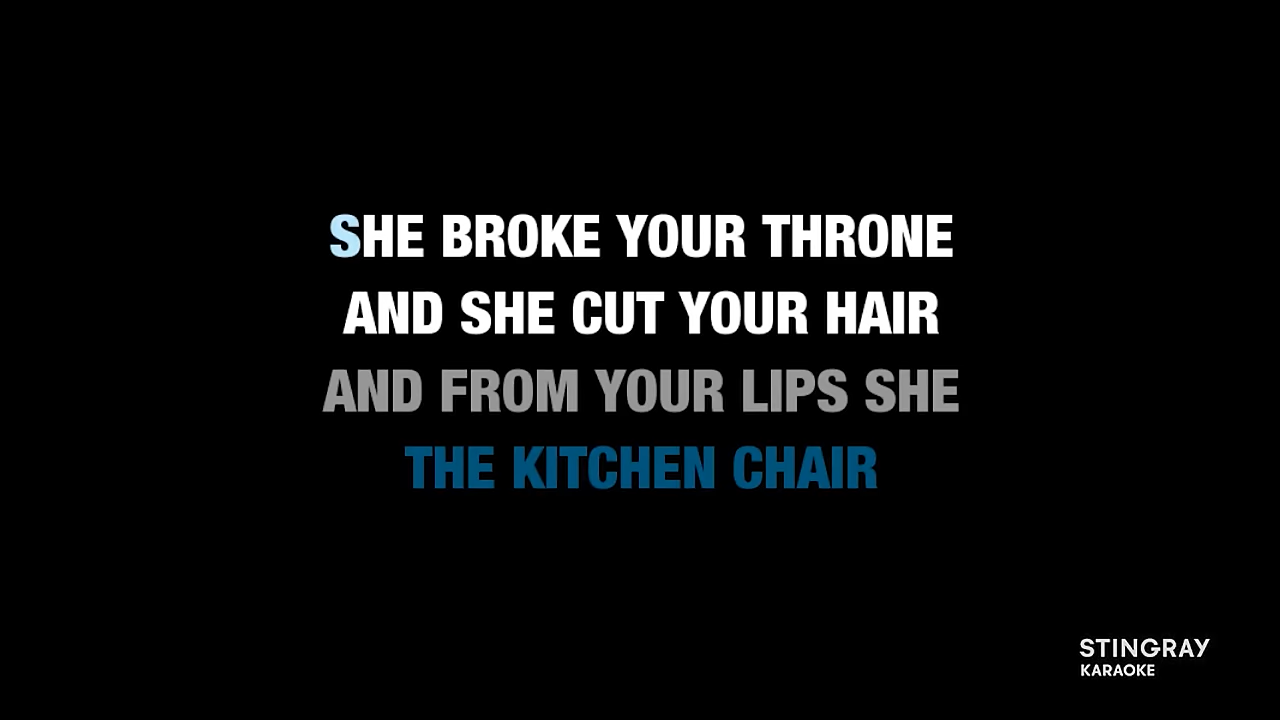 SHE BROKE YOUR THRONE
AND SHE CUT YOUR HAIR
AND FROM YOUR LIPS SHE
THE KITCHEN CHAIR
STINGRAY
KARAOKE